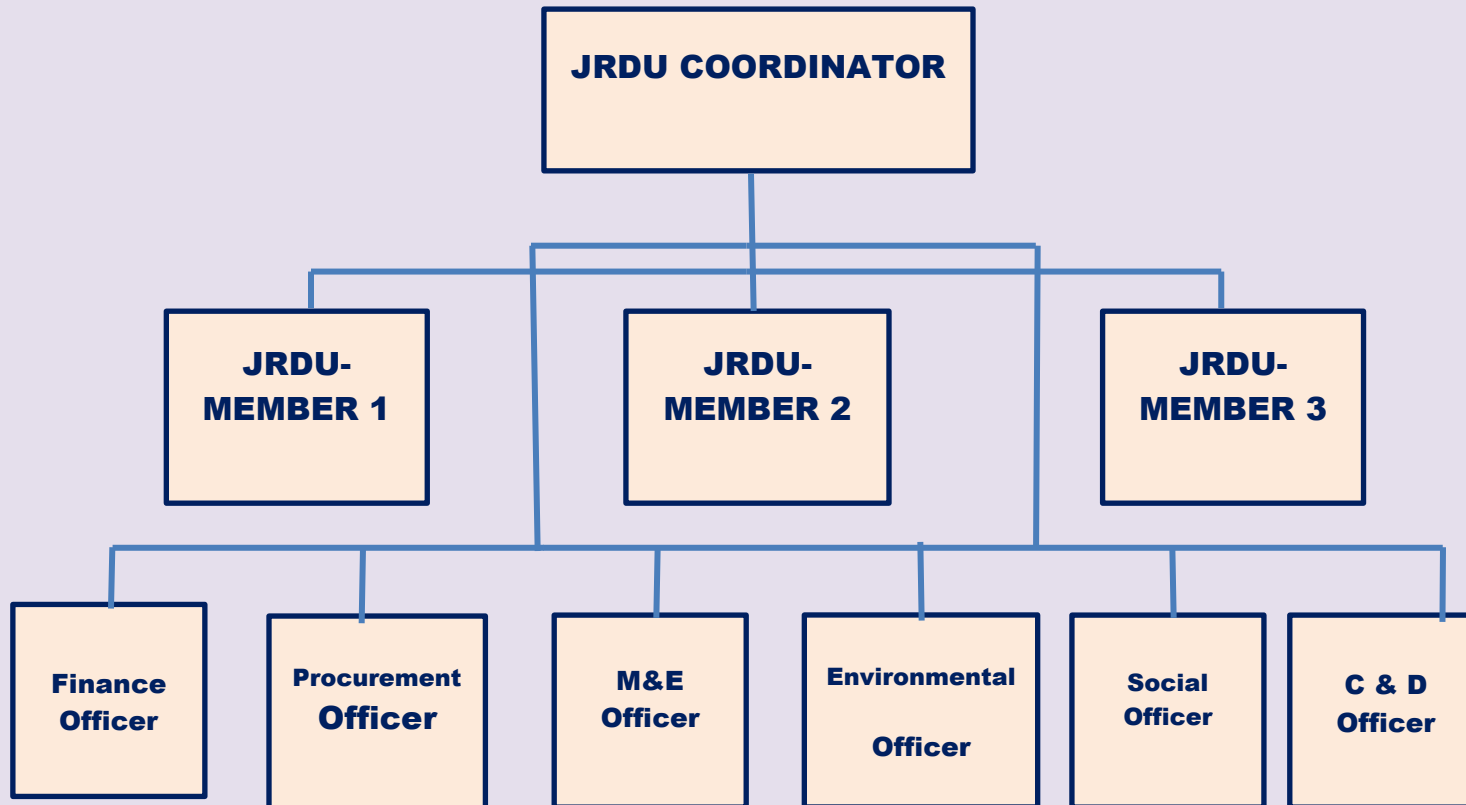 JRDU COORDINATOR
JRDU-
MEMBER 1
JRDU-
MEMBER 2
JRDU-
MEMBER 3
Finance
Officer
Procurement
Officer
M&E
Officer
Environmental
Officer
Social
Officer
C & D
Officer